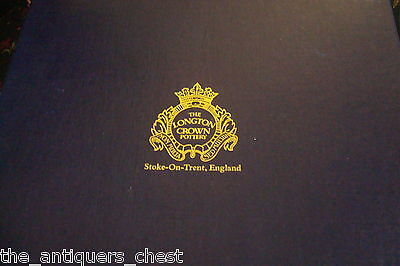 THE
LONGTON
CROWN
POTTERY
Stoke-On-Trent, England
the_antiquers_chest